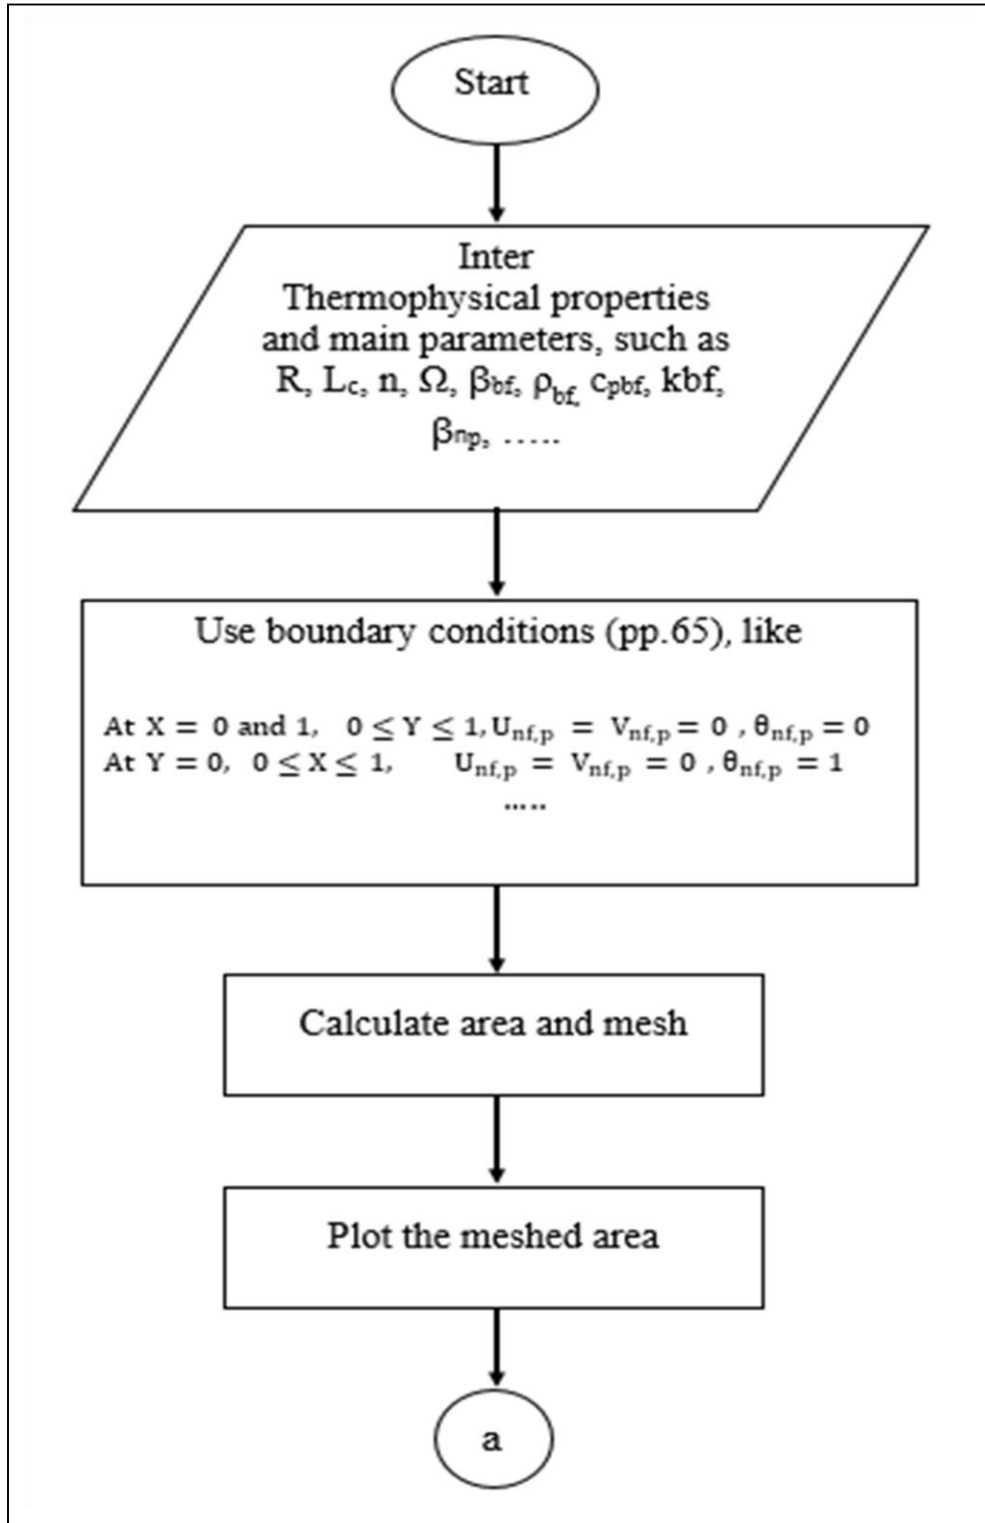 Start
Inter
Thermophysical properties
and main parameters, such as
R, Lc, n, Ω, βbf, ρbf, cpbf, kbf,
βnp, .....
Use boundary conditions (pp.65), like
At X = 0 and 1, 0 ≤ Y ≤ 1, Unf,p = Vnf,p = 0 , θnf,p = 0
At Y = 0, 0 ≤ X ≤ 1, Unf,p = Vnf,p = 0 , θnf,p = 1
.....
Calculate area and mesh
Plot the meshed area
a